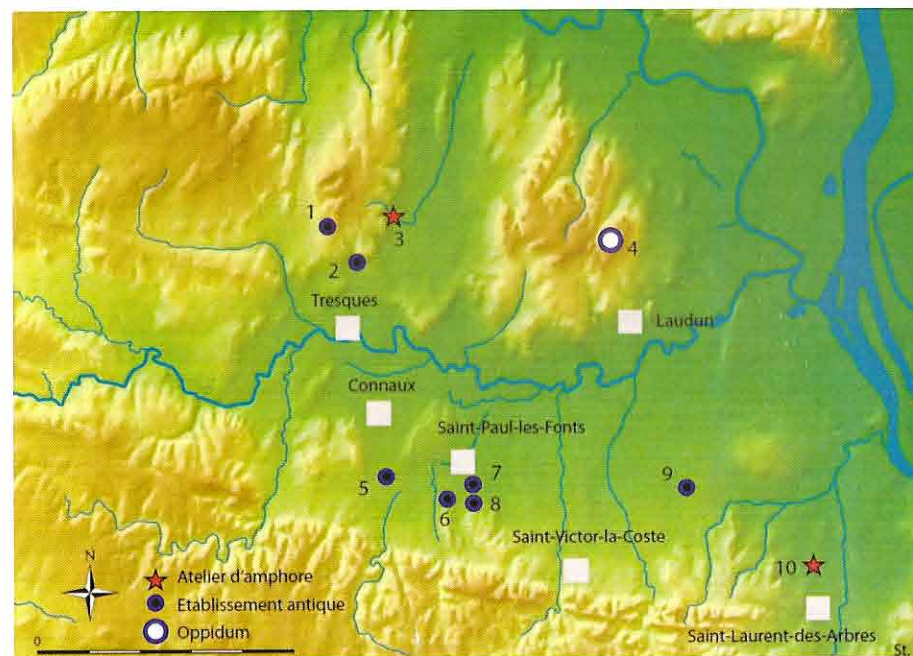 1
3
2
4
Tresques
Laudun
Connaux
Saint-Paul-les-Fonts
7
5
6
8
9
Saint-Victor-la-Coste
N
10
Atelier d'amphore
Etablissement antique
Oppidum
0
Saint-Laurent-des-Arbres
St.